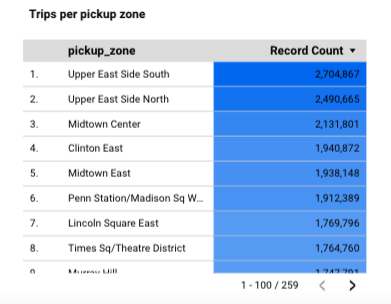 Trips per pickup zone
pickup_zone Record Count
1. Upper East Side South 2,704,867
2. Upper East Side North 2,490,665
3. Midtown Center 2,131,801
4. Clinton East 1,940,872
5. Midtown East 1,938,148
6. Penn Station/Madison Sq W... 1,912,389
7. Lincoln Square East 1,769,796
8. Times Sq/Theatre District 1,764,760
9. Murray Hill
1 - 100 / 259